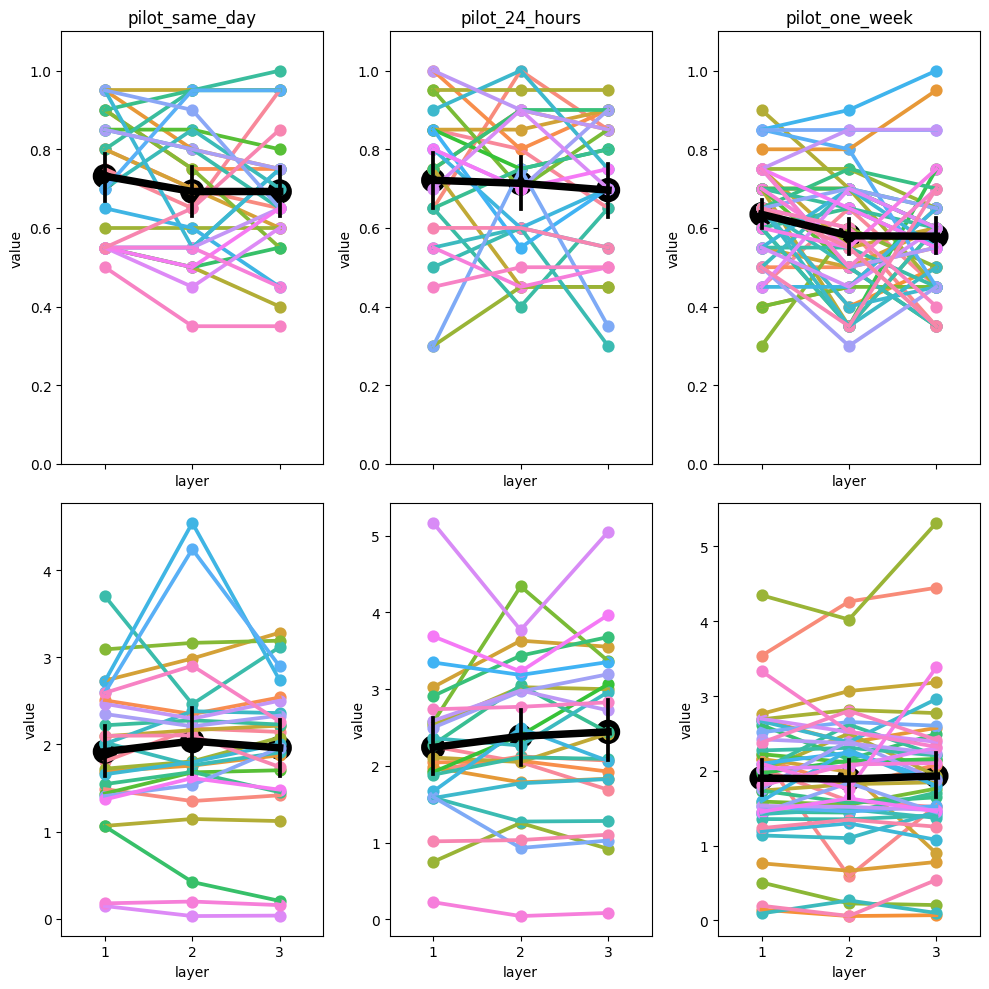 pilot_same_day
pilot_24_hours
pilot_one_week
value
1.0
0.8
0.6
0.4
0.2
0.0
layer
value
1.0
0.8
0.6
0.4
0.2
0.0
layer
value
1.0
0.8
0.6
0.4
0.2
0.0
layer
value
4
3
2
1
0
1 2 3
layer
value
5
4
3
2
1
0
1 2 3
layer
value
5
4
3
2
1
0
1 2 3
layer